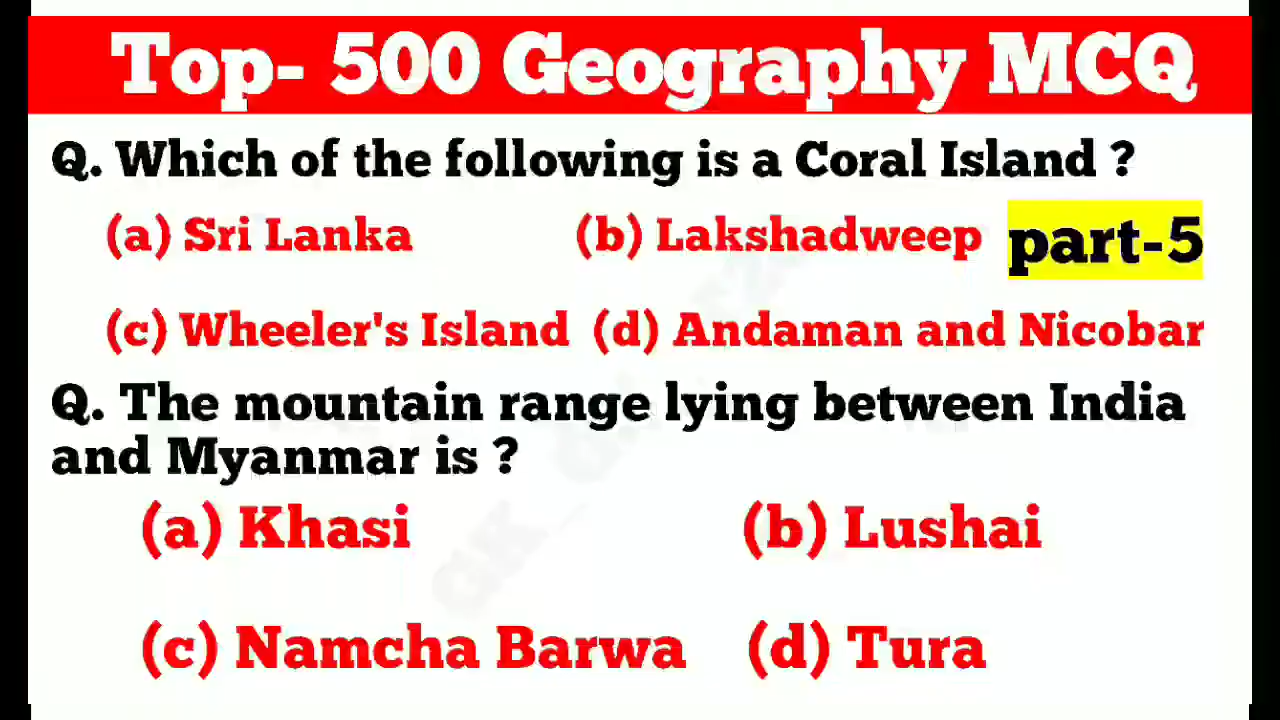 Top- 500 Geography MCQ
Q. Which of the following is a Coral Island ?
(a) Sri Lanka (b) Lakshadweep part-5
(c) Wheeler's Island (d) Andaman and Nicobar
Q. The mountain range lying between India
and Myanmar is ?
(a) Khasi (b) Lushai
(c) Namcha Barwa (d) Tura